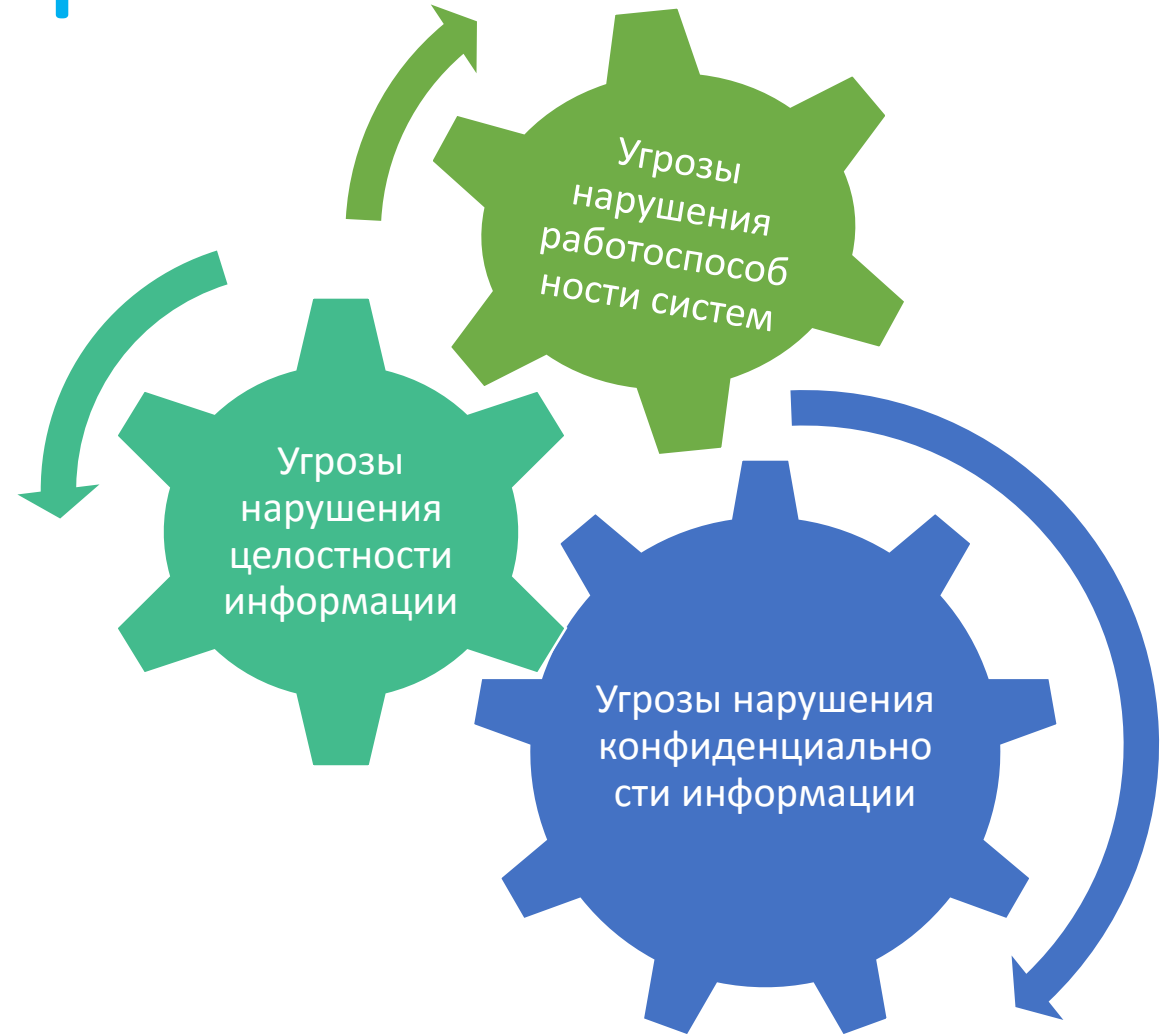 Угрозы
нарушения
работоспособ
ности систем
Угрозы
нарушения
целостности
информации
Угрозы нарушения
конфиденциально
сти информации